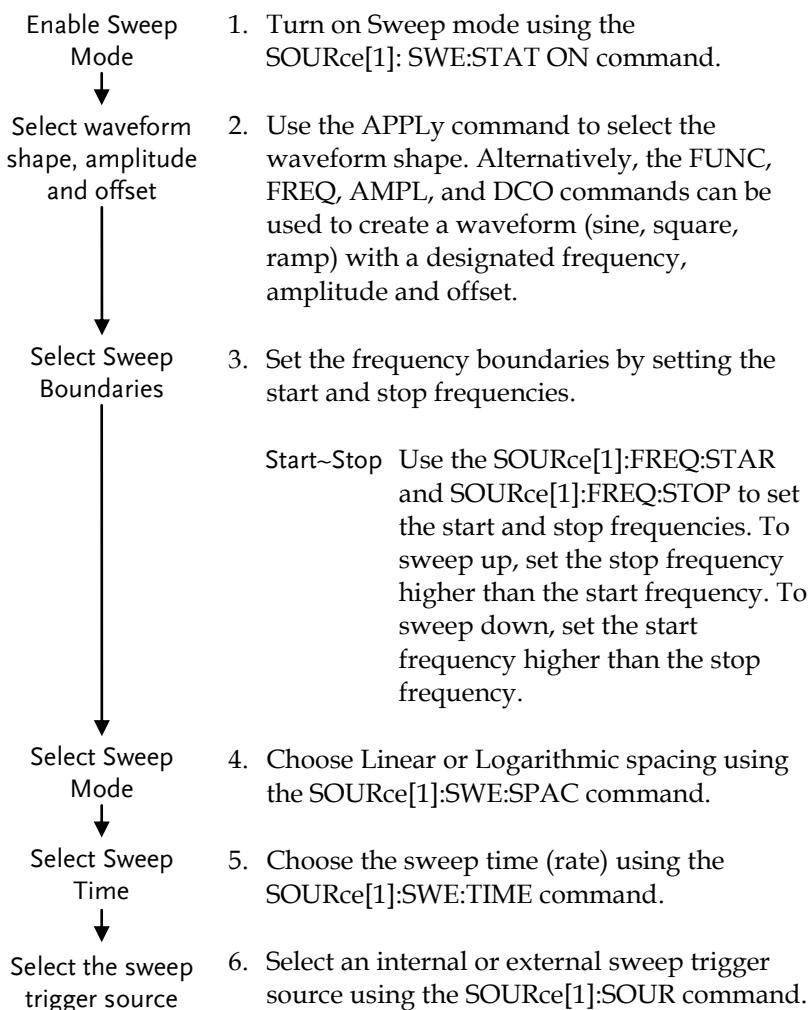 Enable Sweep
Mode
1. Turn on Sweep mode using the
SOURce[1]: SWE:STAT ON command.
Select waveform
shape, amplitude
and offset
2. Use the APPLy command to select the
waveform shape. Alternatively, the FUNC,
FREQ, AMPL, and DCO commands can be
used to create a waveform (sine, square,
ramp) with a designated frequency,
amplitude and offset.
Select Sweep
Boundaries
3. Set the frequency boundaries by setting the
start and stop frequencies.
Start~Stop Use the SOURce[1]:FREQ:STAR
and SOURce[1]:FREQ:STOP to set
the start and stop frequencies. To
sweep up, set the stop frequency
higher than the start frequency. To
sweep down, set the start
frequency higher than the stop
frequency.
Select Sweep
Mode
4. Choose Linear or Logarithmic spacing using
the SOURce[1]:SWE:SPAC command.
Select Sweep
Time
5. Choose the sweep time (rate) using the
SOURce[1]:SWE:TIME command.
Select the sweep
trigger source
6. Select an internal or external sweep trigger
source using the SOURce[1]:SOUR command.